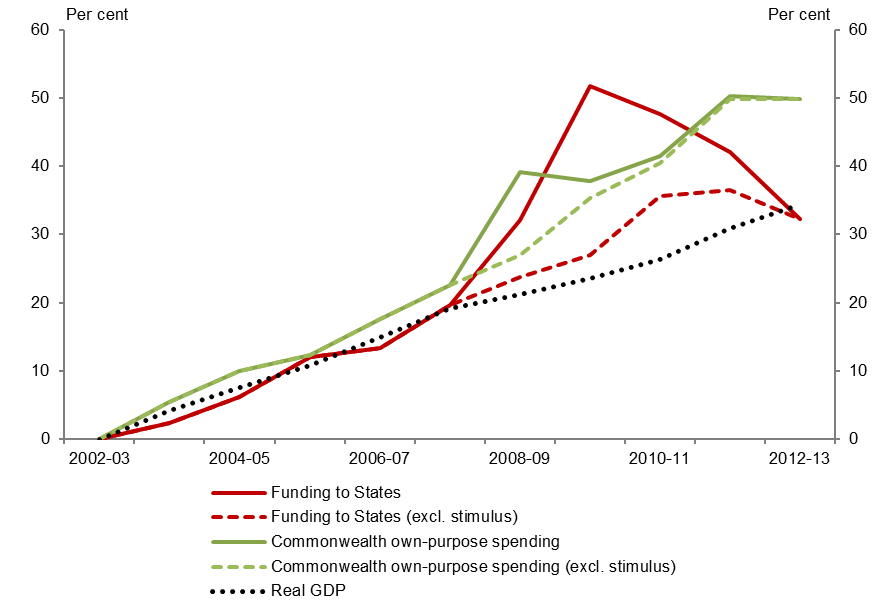 Per cent Per cent
60 60
50 50
40 40
30 30
20 20
10 10
0 0
2002-03 2004-05 2006-07 2008-09 2010-11 2012-13
Funding to States
Funding to States (excl. stimulus)
Commonwealth own-purpose spending
Commonwealth own-purpose spending (excl. stimulus)
Real GDP